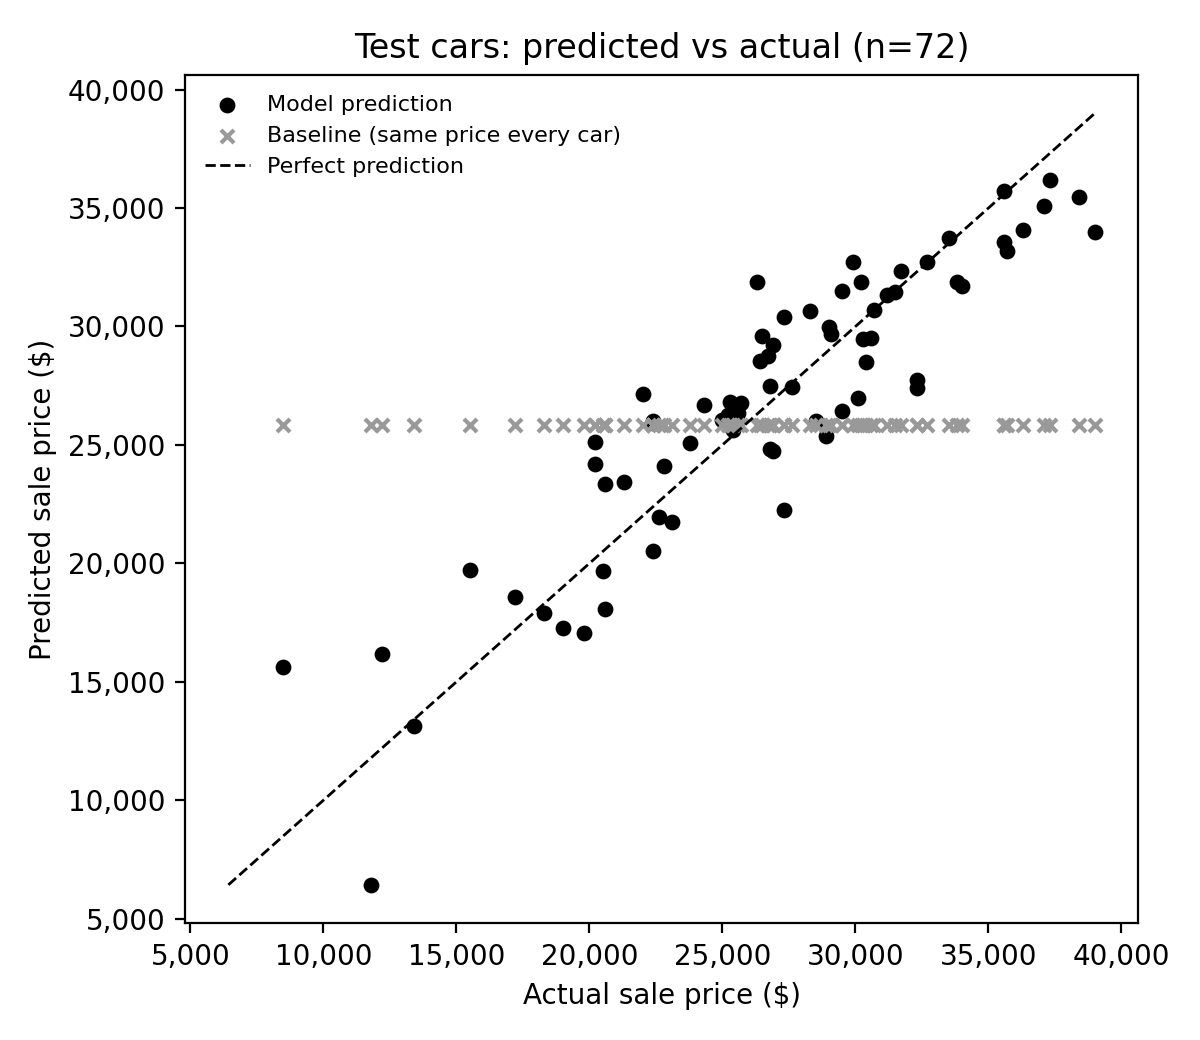 Test cars: predicted vs actual (n=72)
40,000
35,000
30,000
25,000
20,000
15,000
10,000
5,000
Predicted sale price ($)
Model prediction
Baseline (same price every car)
Perfect prediction
5,000 10,000 15,000 20,000 25,000 30,000 35,000 40,000
Actual sale price ($)